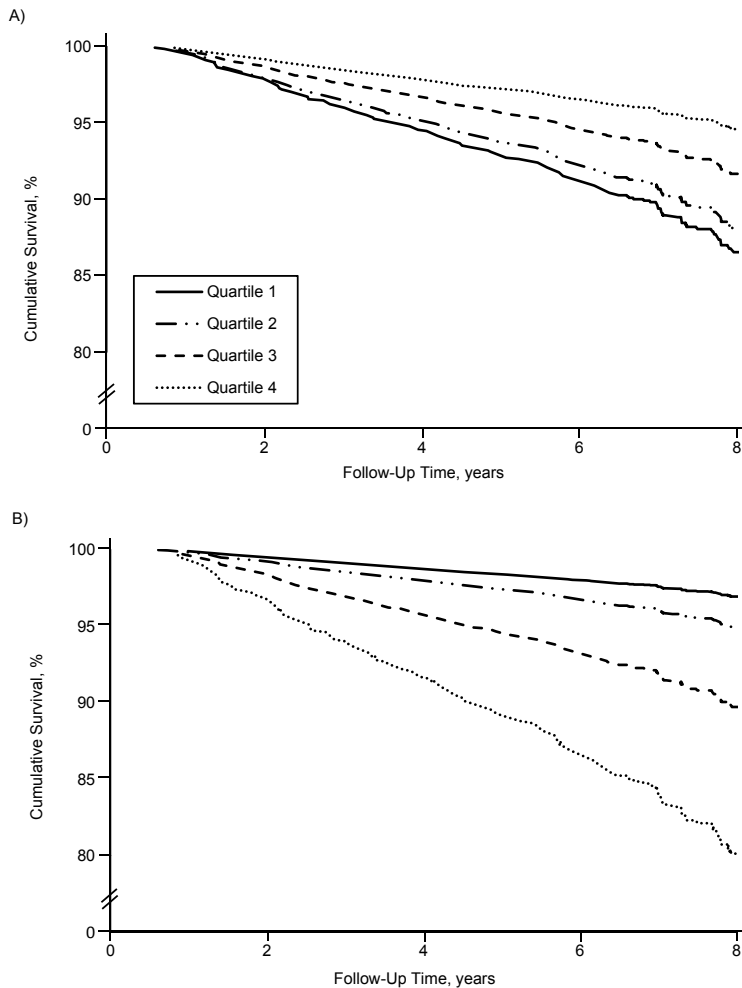 A)
100
95
90
85
80
0
Cumulative Survival, %
Quartile 1
Quartile 2
Quartile 3
Quartile 4
0 2 4 6 8
Follow-Up Time, years
B)
100
95
90
85
80
0
Cumulative Survival, %
0 2 4 6 8
Follow-Up Time, years